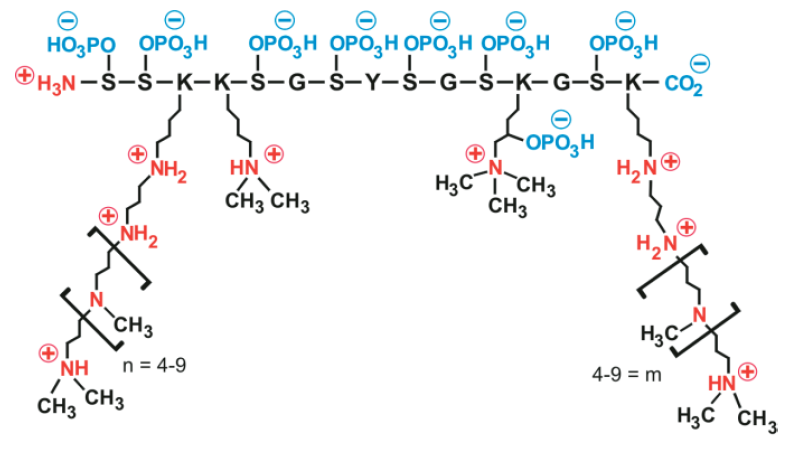 ⊖ ⊖ ⊖ ⊖ ⊖ ⊖ ⊖
HO₃PO OPO₃H OPO₃H OPO₃H OPO₃H OPO₃H OPO₃H
⊕ H₃N–S–S–K–K–S–G–S–Y–S–G–S–K–G–S–K–CO₂ ⊖
⊖
OPO₃H
⊕ NH₂ HN ⊕ ⊕ N H₂N ⊕
CH₃ CH₃ H₃C CH₃
CH₃
⊕ NH₂ H₂N ⊕
N N
CH₃ H₃C
⊕ NH n = 4-9 4-9 = m HN ⊕
CH₃ CH₃ H₃C CH₃